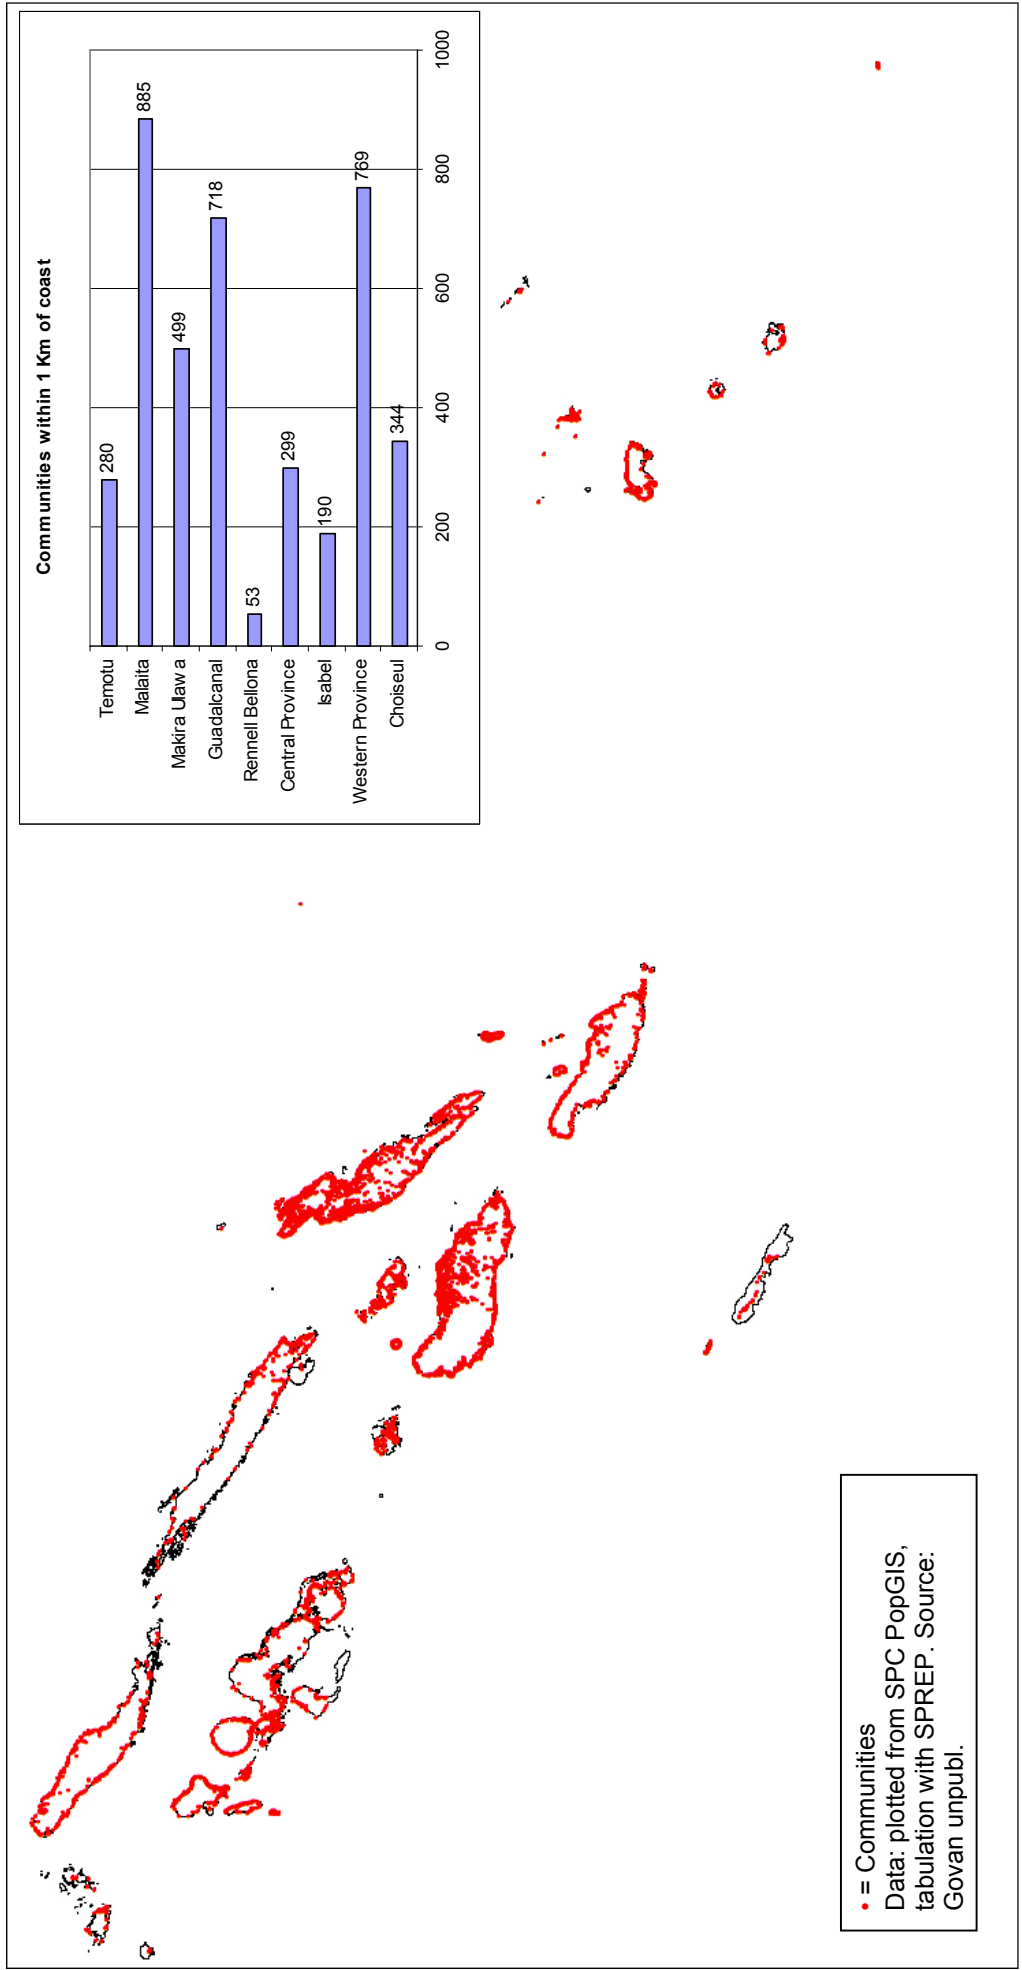 Communities within 1 Km of coast
Temotu 280
Malaita 885
Makira Ulaw a 499
Guadalcanal 718
Rennell Bellona 53
Central Province 299
Isabel 190
Western Province 769
Choiseul 344
0 200 400 600 800 1000
• = Communities
Data: plotted from SPC PopGIS,
tabulation with SPREP. Source:
Govan unpubl.